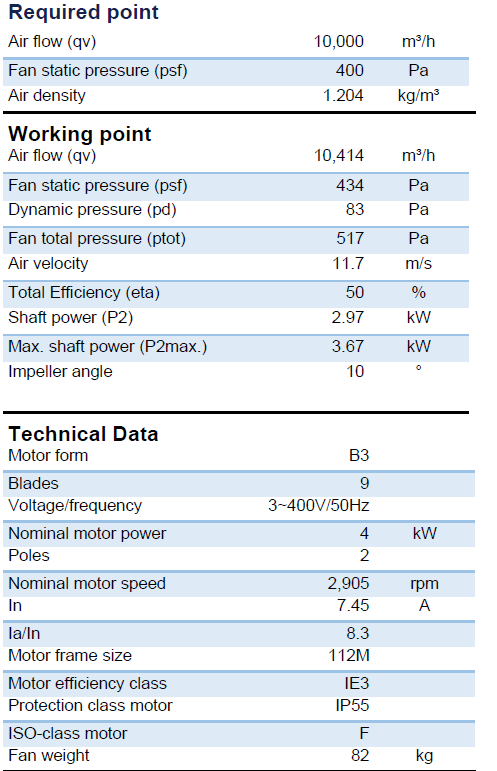 Required point
Air flow (qv) 10,000 m³/h
Fan static pressure (psf) 400 Pa
Air density 1.204 kg/m³
Working point
Air flow (qv) 10,414 m³/h
Fan static pressure (psf) 434 Pa
Dynamic pressure (pd) 83 Pa
Fan total pressure (ptot) 517 Pa
Air velocity 11.7 m/s
Total Efficiency (eta) 50 %
Shaft power (P2) 2.97 kW
Max. shaft power (P2max.) 3.67 kW
Impeller angle 10 °
Technical Data
Motor form B3
Blades 9
Voltage/frequency 3~400V/50Hz
Nominal motor power 4 kW
Poles 2
Nominal motor speed 2,905 rpm
In 7.45 A
Ia/In 8.3
Motor frame size 112M
Motor efficiency class IE3
Protection class motor IP55
ISO-class motor F
Fan weight 82 kg